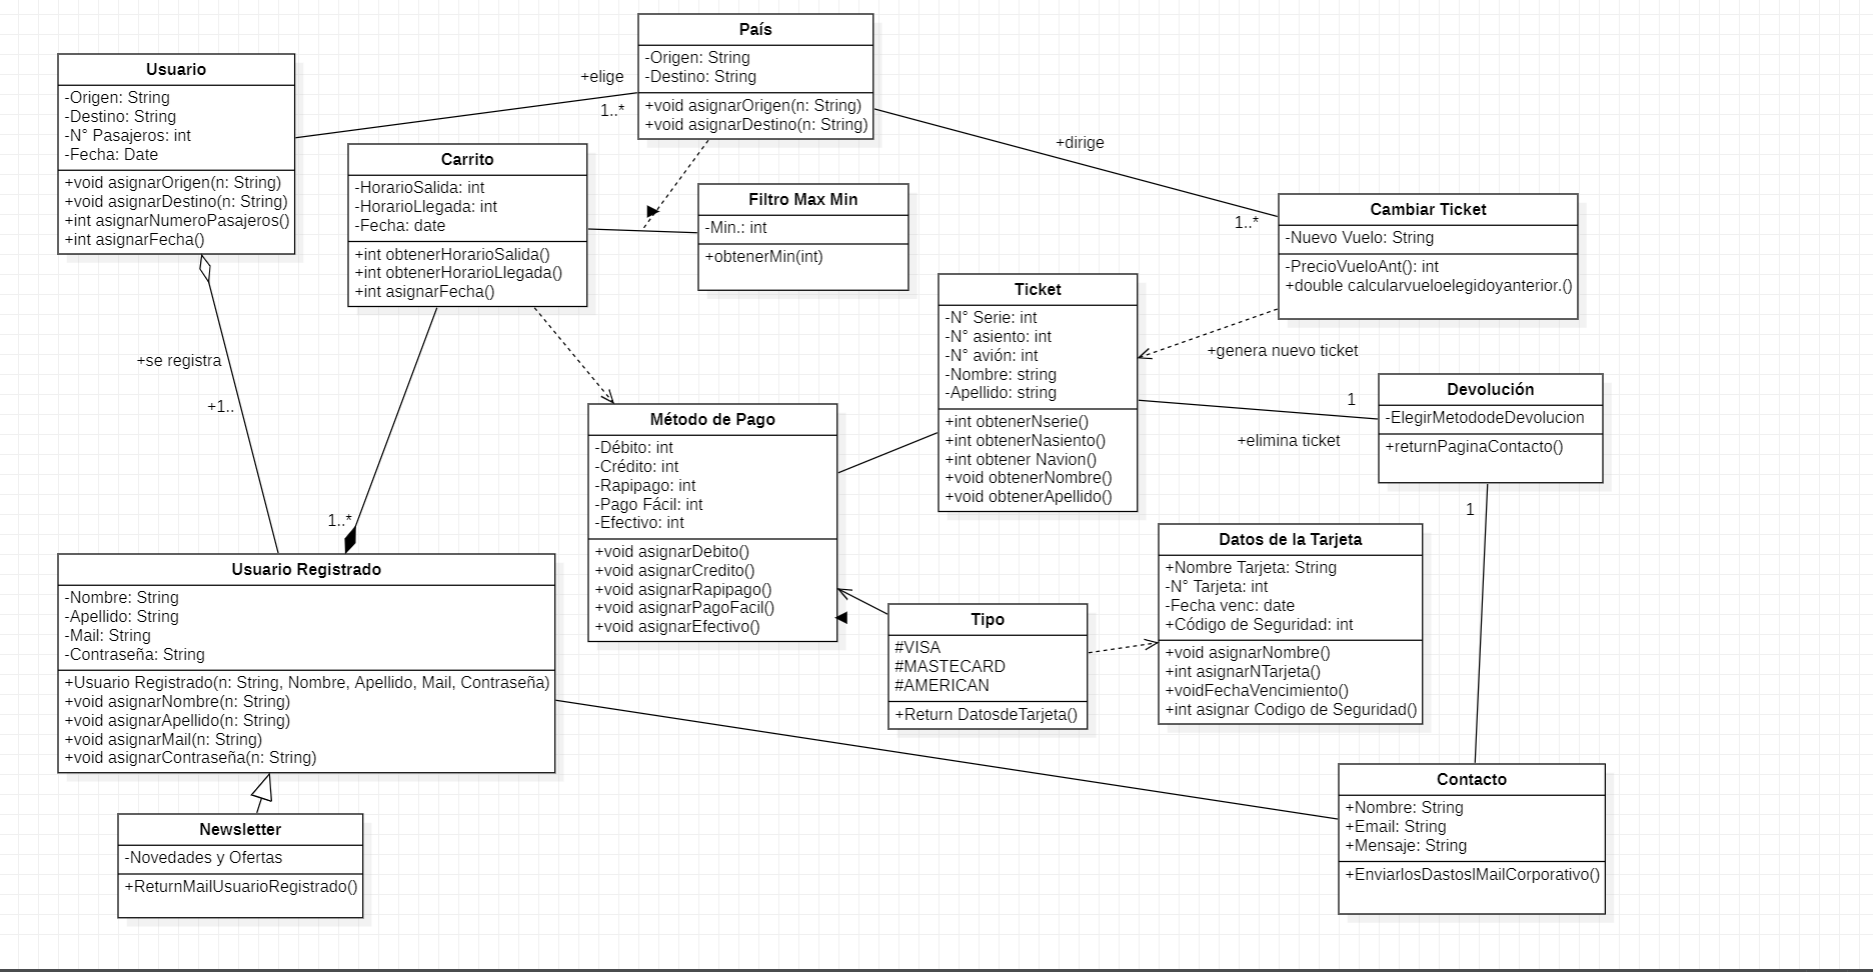 País
-Origen: String
-Destino: String
+void asignarOrigen(n: String)
+void asignarDestino(n: String)
Usuario
-Origen: String
-Destino: String
-N° Pasajeros: int
-Fecha: Date
+void asignarOrigen(n: String)
+void asignarDestino(n: String)
+int asignarNumeroPasajeros()
+int asignarFecha()
+elige
1..*
Carrito
-HorarioSalida: int
-HorarioLlegada: int
-Fecha: date
+int obtenerHorarioSalida()
+int obtenerHorarioLlegada()
+int asignarFecha()
Filtro Max Min
-Min.: int
+obtenerMin(int)
+dirige
1..*
Cambiar Ticket
-Nuevo Vuelo: String
-PrecioVueloAnt(): int
+double calcularvueloelegidoyanterior.()
+genera nuevo ticket
Ticket
-N° Serie: int
-N° asiento: int
-N° avión: int
-Nombre: string
-Apellido: string
+int obtenerNserie()
+int obtenerNasiento()
+int obtener Navion()
+void obtenerNombre()
+void obtenerApellido()
1
+elimina ticket
Devolución
-ElegirMetododeDevolucion
+returnPaginaContacto()
1
+se registra
+1..
1..*
Método de Pago
-Débito: int
-Crédito: int
-Rapipago: int
-Pago Fácil: int
-Efectivo: int
+void asignarDebito()
+void asignarCredito()
+void asignarRapipago()
+void asignarPagoFacil()
+void asignarEfectivo()
Datos de la Tarjeta
+Nombre Tarjeta: String
-N° Tarjeta: int
-Fecha venc: date
+Código de Seguridad: int
+void asignarNombre()
+int asignarNTarjeta()
+voidFechaVencimiento()
+int asignar Codigo de Seguridad()
Tipo
#VISA
#MASTECARD
#AMERICAN
+Return DatosdeTarjeta()
Usuario Registrado
-Nombre: String
-Apellido: String
-Mail: String
-Contraseña: String
+Usuario Registrado(n: String, Nombre, Apellido, Mail, Contraseña)
+void asignarNombre(n: String)
+void asignarApellido(n: String)
+void asignarMail(n: String)
+void asignarContraseña(n: String)
Newsletter
-Novedades y Ofertas
+ReturnMailUsuarioRegistrado()
Contacto
+Nombre: String
+Email: String
+Mensaje: String
+EnviarlosDastoslMailCorporativo()